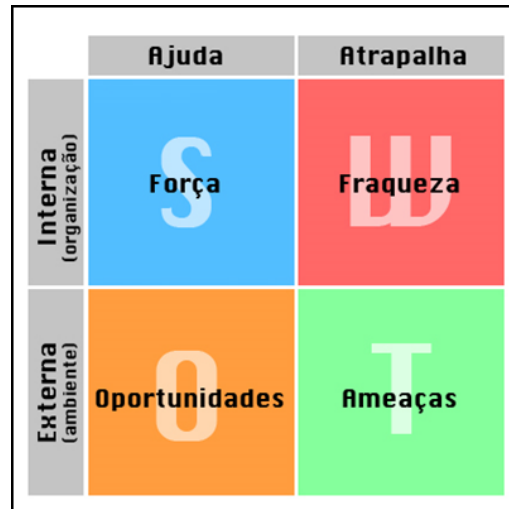 Ajuda
Atrapalha
Interna
(organização)
S
Força
W
Fraqueza
Externa
(ambiente)
O
Oportunidades
T
Ameaças